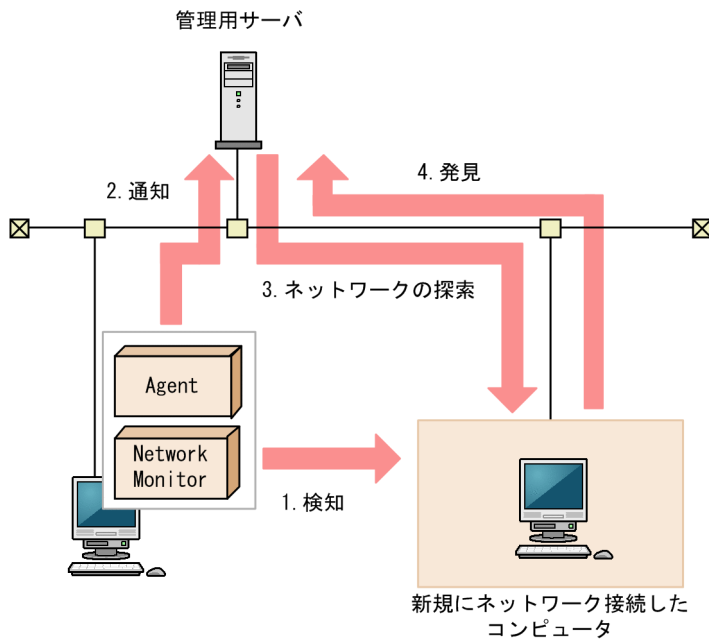 管理用サーバ
2.通知
4.発見
3.ネットワークの探索
Agent
Network
Monitor
1.検知
新規にネットワーク接続した
コンピュータ